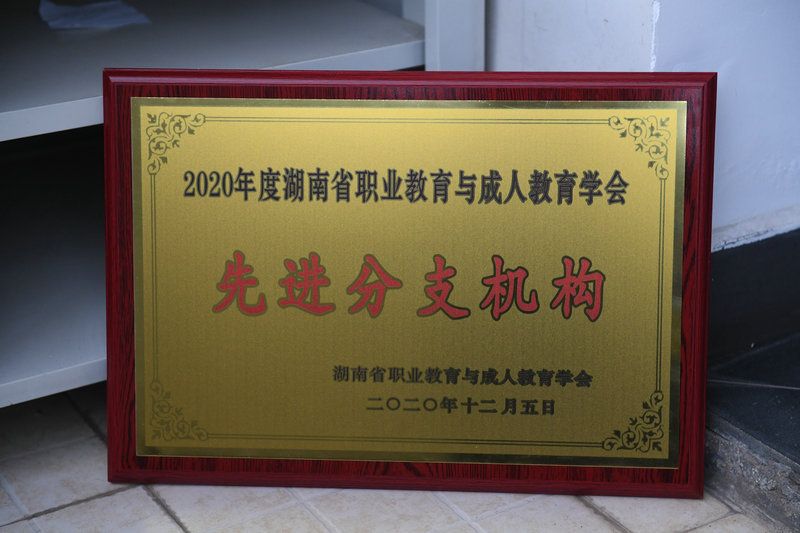 2020年度湖南省职业教育与成人教育学会
先进分支机构
湖南省职业教育与成人教育学会
二〇二〇年十二月五日